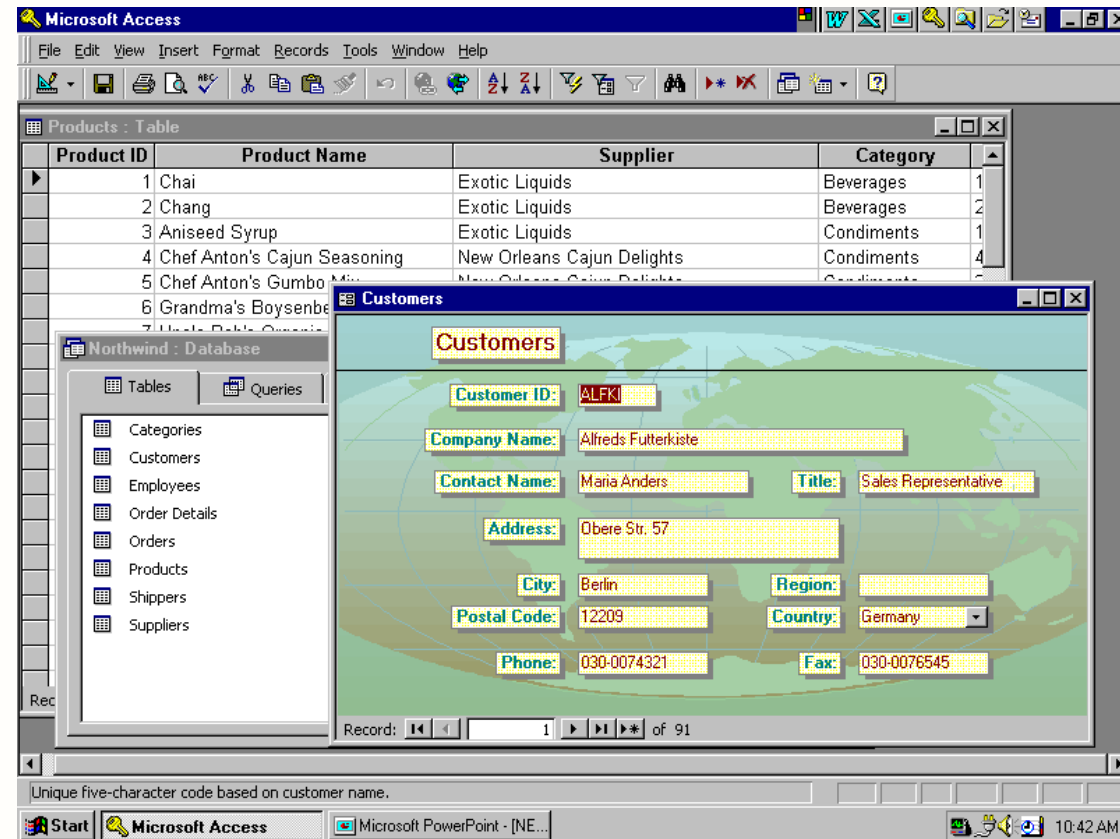 Microsoft Access
File Edit View Insert Format Records Tools Window Help
Products : Table
Product ID Product Name Supplier Category
1 Chai Exotic Liquids Beverages 1
2 Chang Exotic Liquids Beverages 2
3 Aniseed Syrup Exotic Liquids Condiments 1
4 Chef Anton's Cajun Seasoning New Orleans Cajun Delights Condiments 4
5 Chef Anton's Gumbo
6 Grandma's Boysenbe
Northwind : Database
Tables Queries
Categories
Customers
Employees
Order Details
Orders
Products
Shippers
Suppliers
Rec
Customers
Customers
Customer ID: ALFKI
Company Name: Alfreds Futterkiste
Contact Name: Maria Anders Title: Sales Representative
Address: Obere Str. 57
City: Berlin Region:
Postal Code: 12209 Country: Germany
Phone: 030-0074321 Fax: 030-0076545
Record: 1 of 91
Unique five-character code based on customer name.
Start Microsoft Access Microsoft PowerPoint - [NE... 10:42 AM